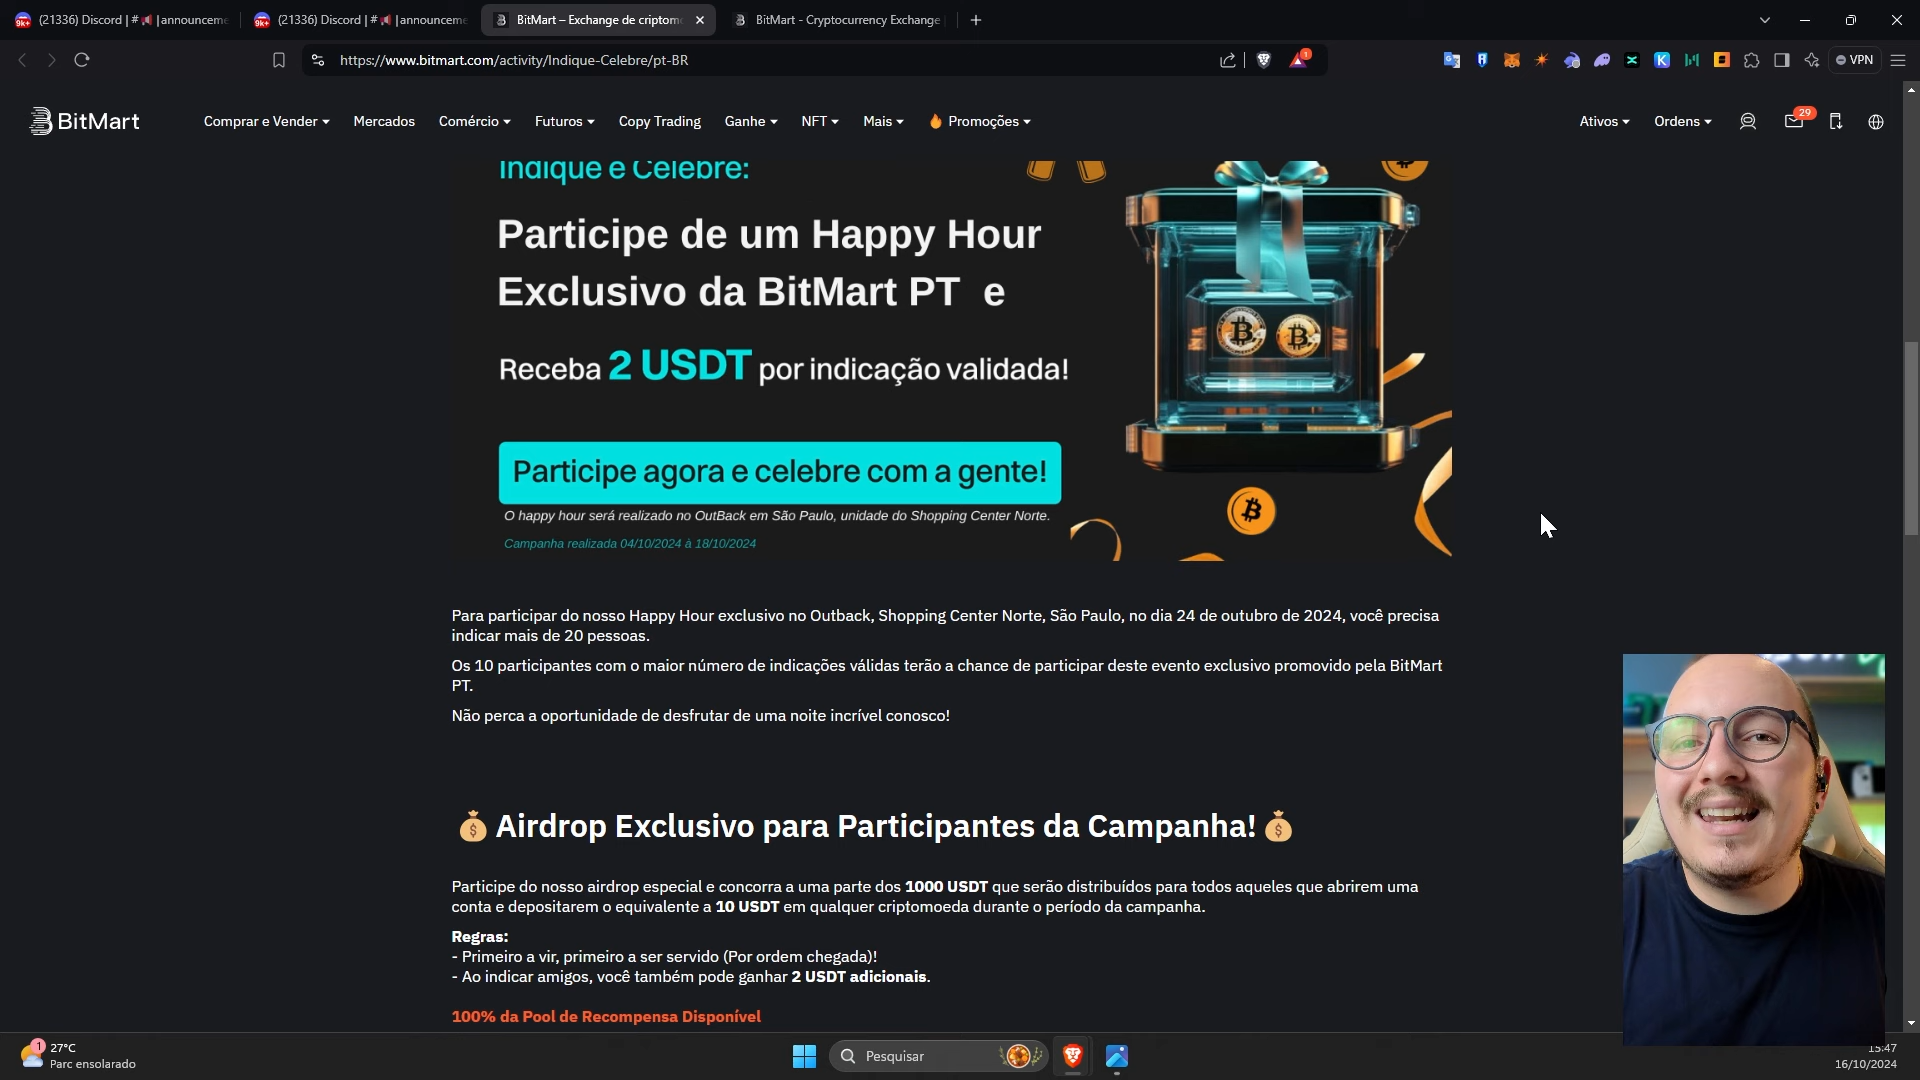 (21336) Discord | # | announceme
(21336) Discord | # | announceme
BitMart – Exchange de criptom
BitMart - Cryptocurrency Exchange
https://www.bitmart.com/activity/Indique-Celebre/pt-BR
VPN
BitMart
Comprar e Vender
Mercados
Comércio
Futuros
Copy Trading
Ganhe
NFT
Mais
Promoções
Ativos
Ordens
29
Indique e Celebre:
Participe de um Happy Hour
Exclusivo da BitMart PT e
Receba 2 USDT por indicação validada!
Participe agora e celebre com a gente!
O happy hour será realizado no OutBack em São Paulo, unidade do Shopping Center Norte.
Campanha realizada 04/10/2024 à 18/10/2024
Para participar do nosso Happy Hour exclusivo no Outback, Shopping Center Norte, São Paulo, no dia 24 de outubro de 2024, você precisa
indicar mais de 20 pessoas.
Os 10 participantes com o maior número de indicações válidas terão a chance de participar deste evento exclusivo promovido pela BitMart
PT.
Não perca a oportunidade de desfrutar de uma noite incrível conosco!
Airdrop Exclusivo para Participantes da Campanha!
Participe do nosso airdrop especial e concorra a uma parte dos 1000 USDT que serão distribuídos para todos aqueles que abrirem uma
conta e depositarem o equivalente a 10 USDT em qualquer criptomoeda durante o período da campanha.
Regras:
- Primeiro a vir, primeiro a ser servido (Por ordem chegada)!
- Ao indicar amigos, você também pode ganhar 2 USDT adicionais.
100% da Pool de Recompensa Disponível
1
27°C
Parc ensolarado
Pesquisar
15:47
16/10/2024